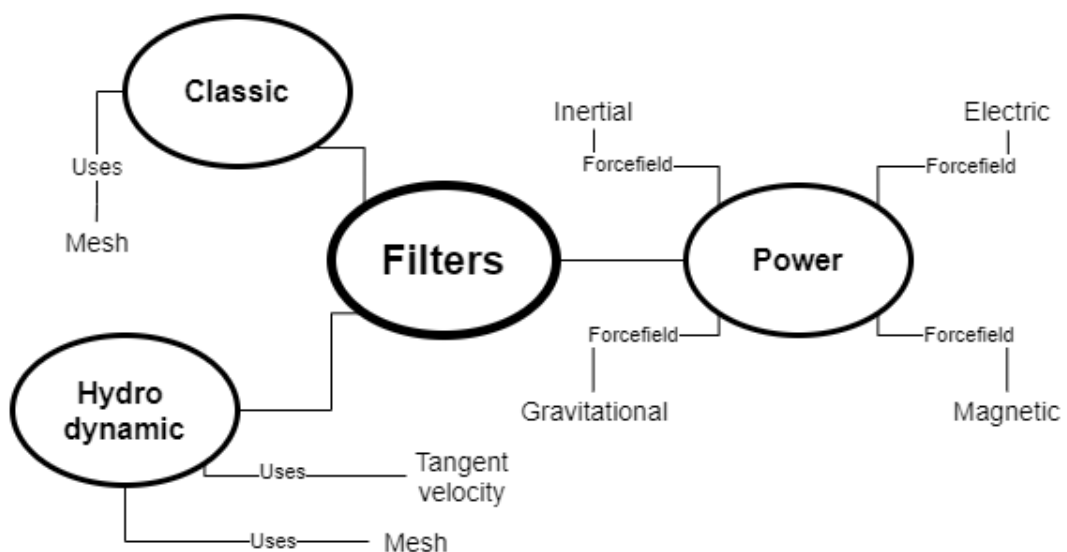 Classic
Uses
Mesh
Filters
Inertial
Forcefield
Electric
Forcefield
Power
Forcefield
Gravitational
Forcefield
Magnetic
Hydro
dynamic
Uses
Tangent
velocity
Uses
Mesh